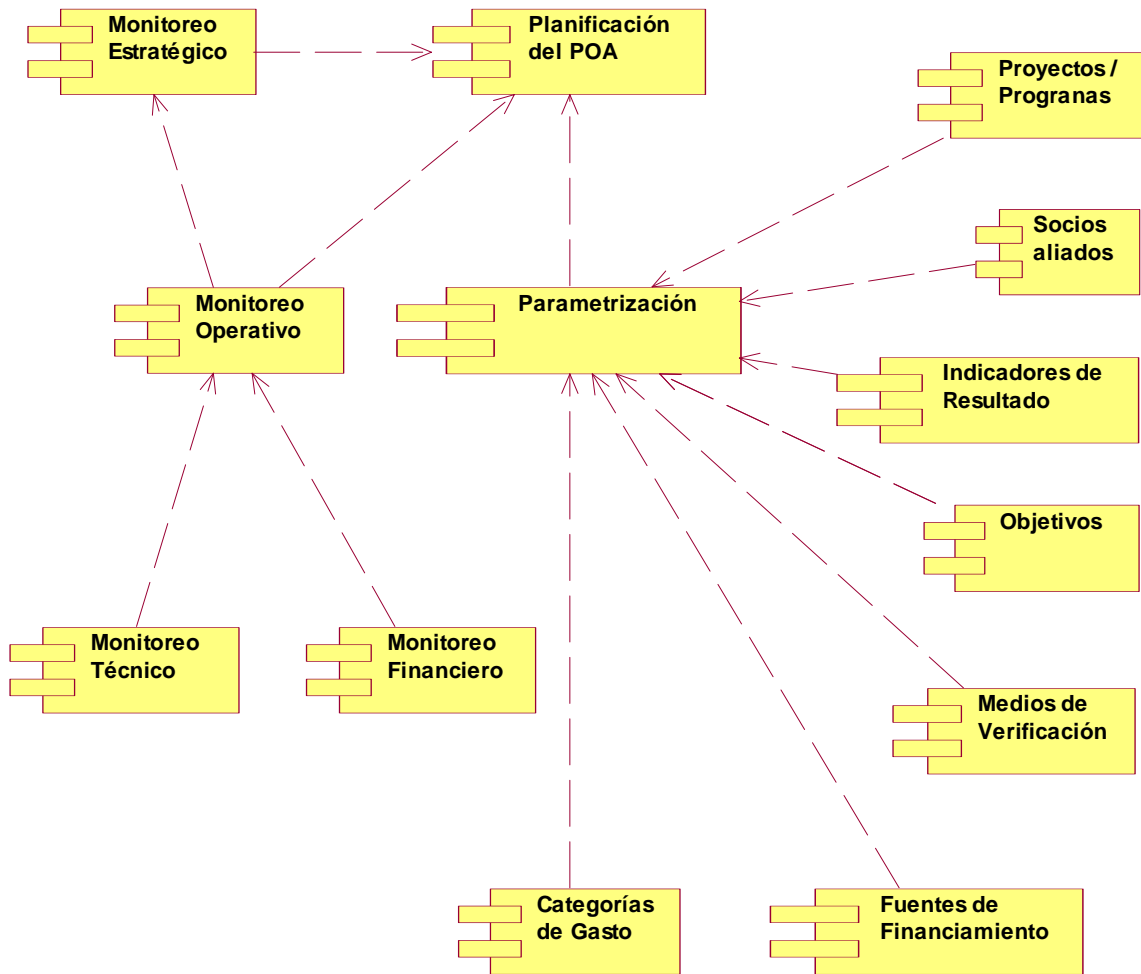 Monitoreo
Estratégico
Planificación
del POA
Proyectos /
Progranas
Socios
aliados
Monitoreo
Operativo
Parametrización
Indicadores de
Resultado
Objetivos
Monitoreo
Técnico
Monitoreo
Financiero
Medios de
Verificación
Categorías
de Gasto
Fuentes de
Financiamiento